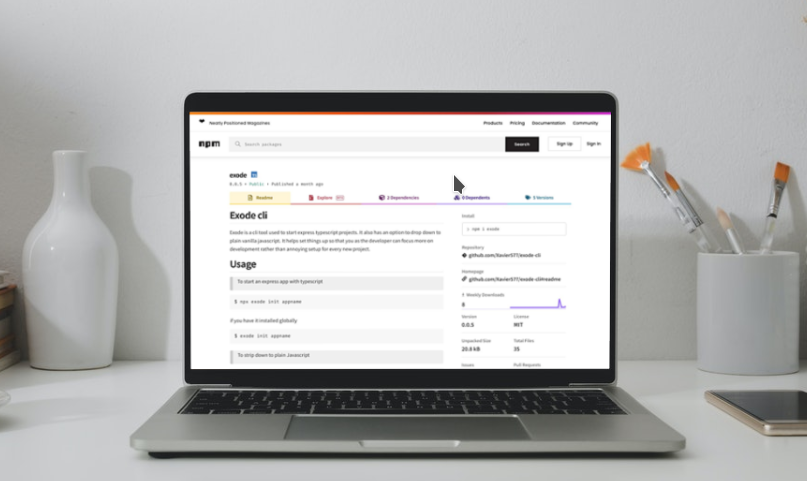 Neatly Positioned Magazines
Products Pricing Documentation Community
npm
Search packages
Search
Sign Up
Sign In
exode
0.0.5 • Public • Published a month ago
Readme
Explore
2 Dependencies
0 Dependents
5 Versions
Exode cli
Exode is a cli tool used to start express typescript projects. It also has an option to drop down to
plain vanilla javascript. It helps set things up so that you as the developer can focus more on
development rather than annoying setup for every new project.
Usage
To start an express app with typescript
$ npx exode init appname
If you have it installed globally
$ exode init appname
To strip down to plain Javascript
Install
> npm i exode
Repository
github.com/Xavier577/exode-cli
Homepage
github.com/Xavier577/exode-cli#readme
Weekly Downloads
8
Version
0.0.5
License
MIT
Unpacked Size
20.8 kB
Total Files
35
Issues
Pull Requests